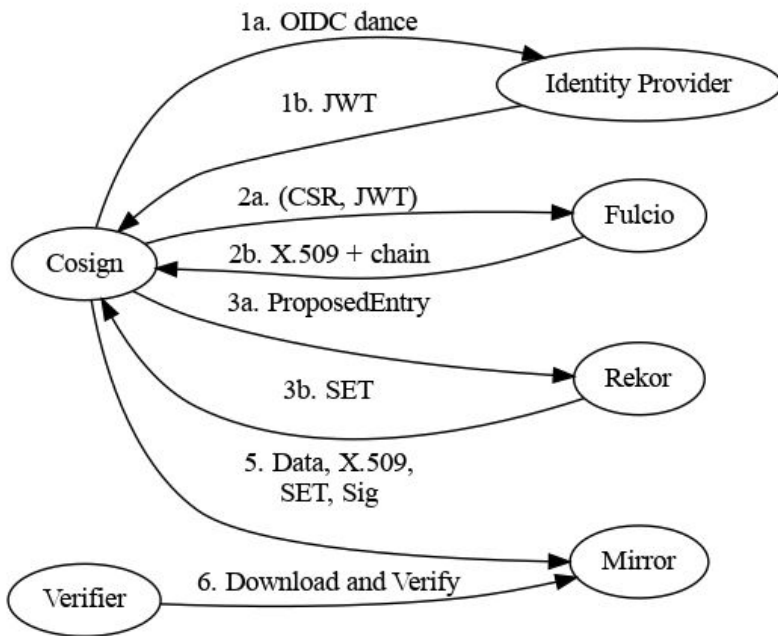 1a. OIDC dance
Identity Provider
1b. JWT
2a. (CSR, JWT)
Fulcio
Cosign
2b. X.509 + chain
3a. ProposedEntry
Rekor
3b. SET
5. Data, X.509,
SET, Sig
Mirror
6. Download and Verify
Verifier